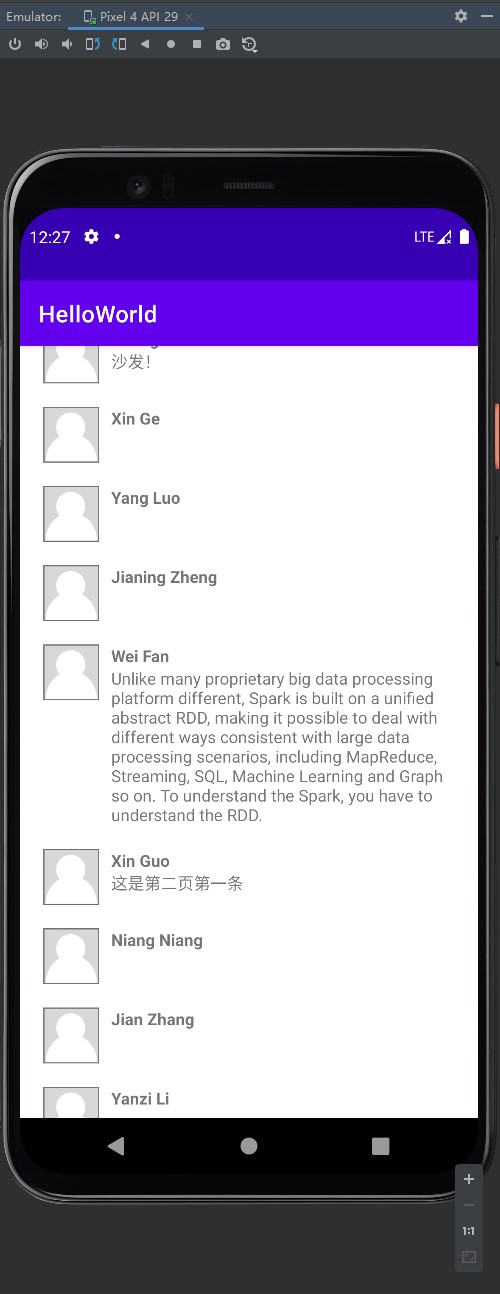 Emulator:
Pixel 4 API 29
12:27
LTE
HelloWorld
沙发！
Xin Ge
Yang Luo
Jianing Zheng
Wei Fan
Unlike many proprietary big data processing
platform different, Spark is built on a unified
abstract RDD, making it possible to deal with
different ways consistent with large data
processing scenarios, including MapReduce,
Streaming, SQL, Machine Learning and Graph
so on. To understand the Spark, you have to
understand the RDD.
Xin Guo
这是第二页第一条
Niang Niang
Jian Zhang
Yanzi Li
1:1